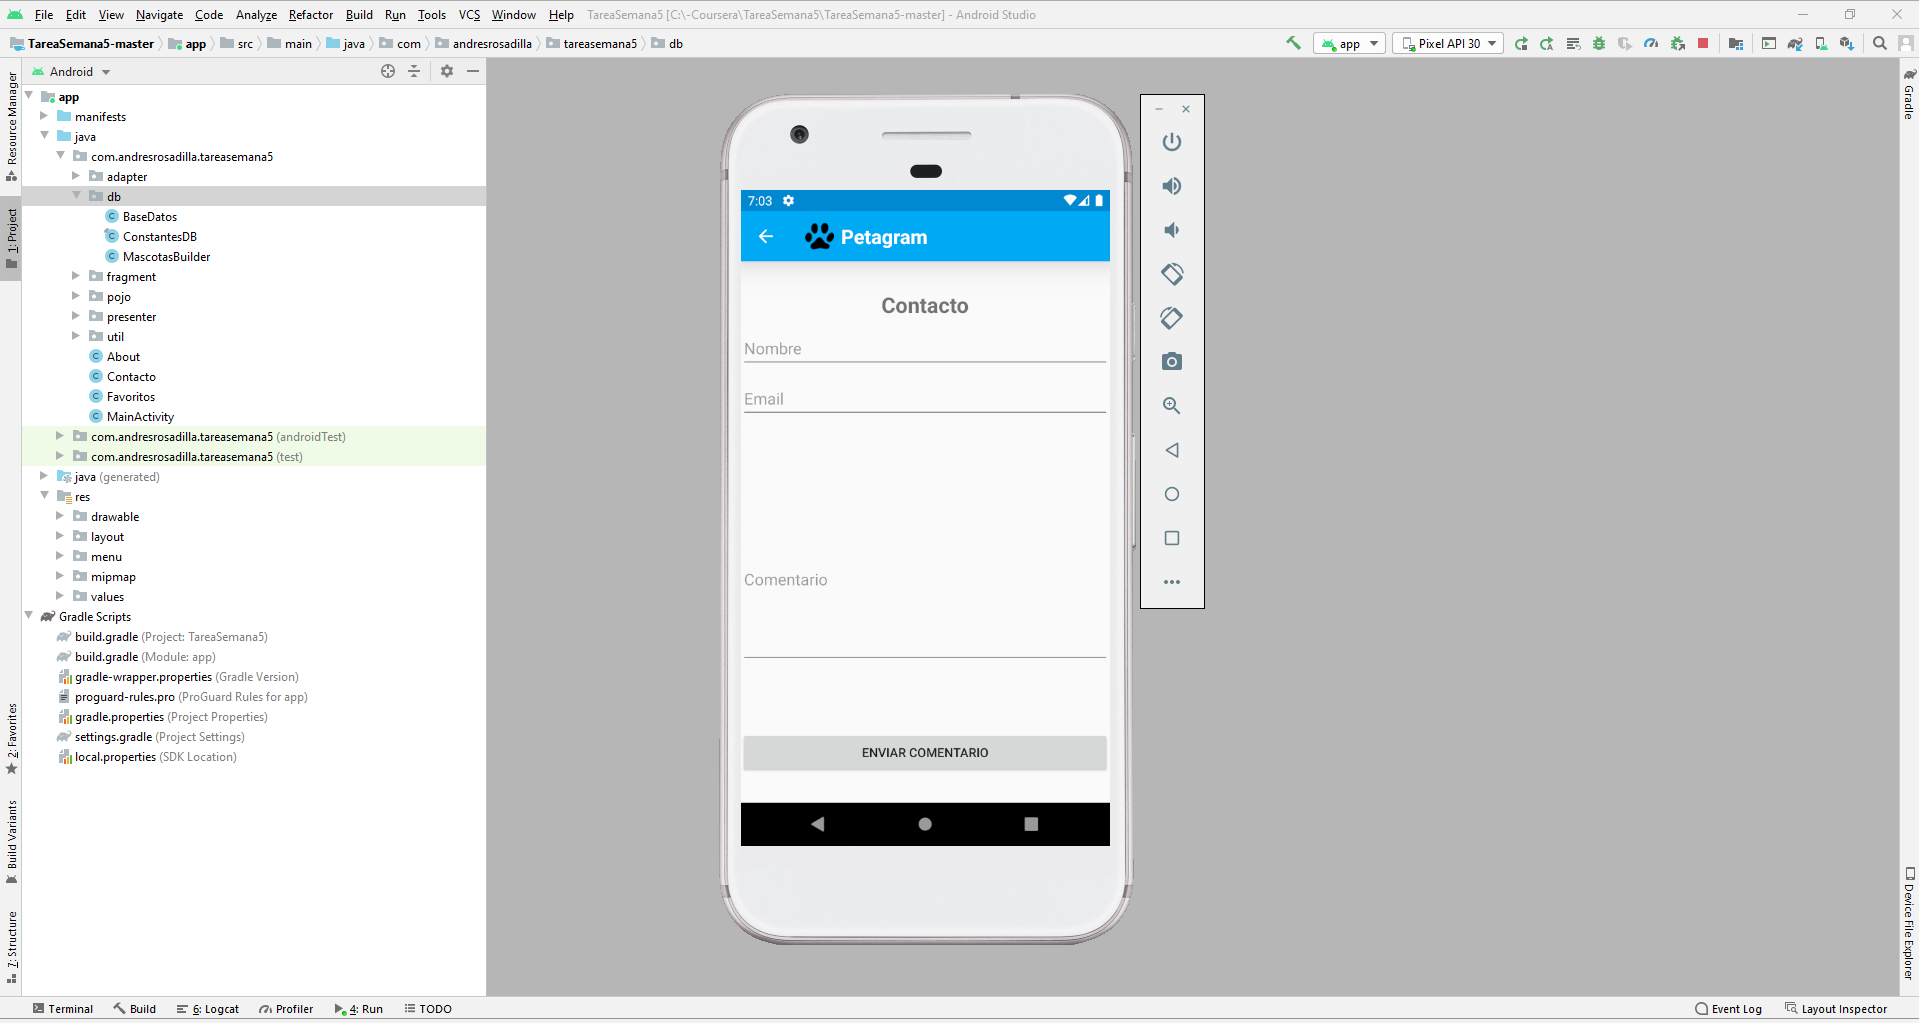 File Edit View Navigate Code Analyze Refactor Build Run Tools VCS Window Help TareaSemana5 [C:\-Coursera\TareaSemana5\TareaSemana5-master] - Android Studio
TareaSemana5-master app src main java com andresrosadilla tareasemana5 db app Pixel API 30
Android
Resource Manager
1: Project
2: Favorites
Build Variants
7: Structure
app
manifests
java
com.andresrosadilla.tareasemana5
adapter
db
BaseDatos
ConstantesDB
MascotasBuilder
fragment
pojo
presenter
util
About
Contacto
Favoritos
MainActivity
com.andresrosadilla.tareasemana5 (androidTest)
com.andresrosadilla.tareasemana5 (test)
java (generated)
res
drawable
layout
menu
mipmap
values
Gradle Scripts
build.gradle (Project: TareaSemana5)
build.gradle (Module: app)
gradle-wrapper.properties (Gradle Version)
proguard-rules.pro (ProGuard Rules for app)
gradle.properties (Project Properties)
settings.gradle (Project Settings)
local.properties (SDK Location)
7:03
Petagram
Contacto
Nombre
Email
Comentario
ENVIAR COMENTARIO
Gradle
Device File Explorer
Terminal Build 6: Logcat Profiler 4: Run TODO Event Log Layout Inspector